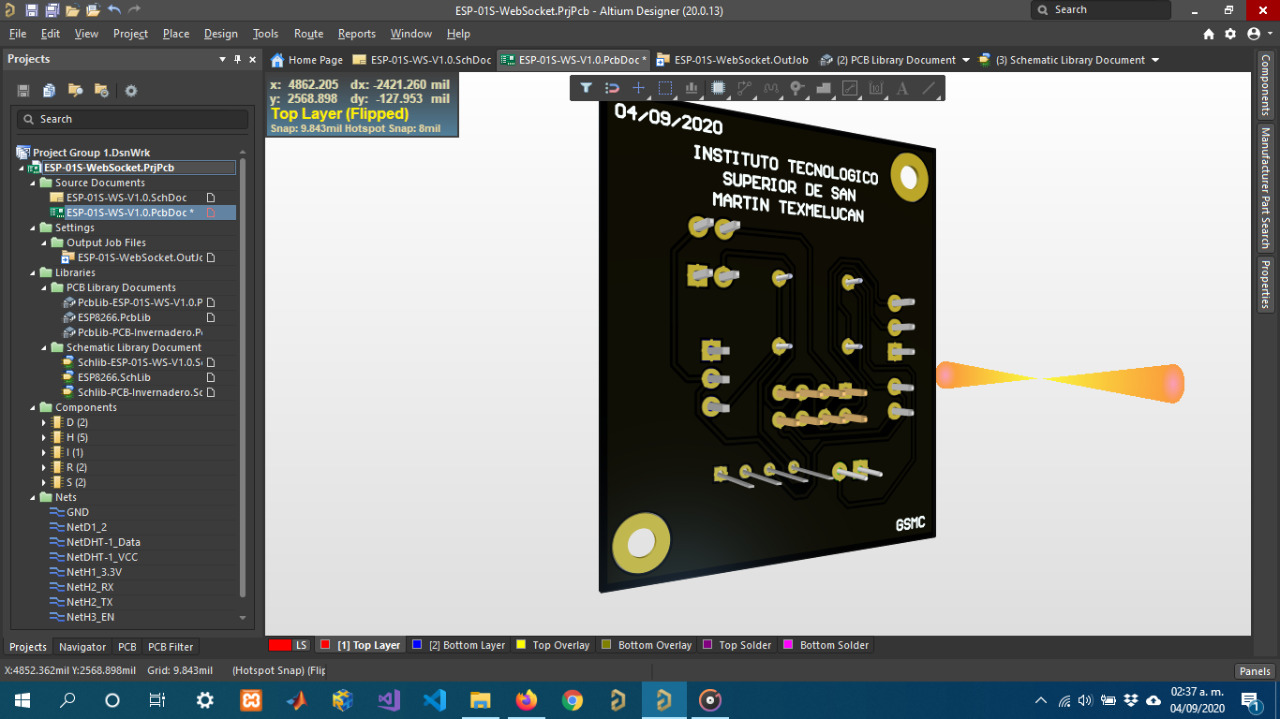 ESP-01S-WebSocket.PrjPcb - Altium Designer (20.0.13)
Search
File Edit View Project Place Design Tools Route Reports Window Help
Projects
Home Page ESP-01S-WS-V1.0.SchDoc ESP-01S-WS-V1.0.PcbDoc * ESP-01S-WebSocket.OutJob (2) PCB Library Document (3) Schematic Library Document
x: 4862.205 dx: -2421.260 mil
y: 2568.898 dy: -127.953 mil
Top Layer (Flipped)
Snap: 9.843mil Hotspot Snap: 8mil
Search
Project Group 1.DsnWrk
ESP-01S-WebSocket.PrjPcb
Source Documents
ESP-01S-WS-V1.0.SchDoc
ESP-01S-WS-V1.0.PcbDoc *
Settings
Output Job Files
ESP-01S-WebSocket.OutJc
Libraries
PCB Library Documents
PcbLib-ESP-01S-WS-V1.0.P
ESP8266.PcbLib
PcbLib-PCB-Invernadero.Pc
Schematic Library Document
Schlib-ESP-01S-WS-V1.0.Sc
ESP8266.SchLib
Schlib-PCB-Invernadero.Sc
Components
D (2)
H (5)
I (1)
R (2)
S (2)
Nets
GND
NetD1_2
NetDHT-1_Data
NetDHT-1_VCC
NetH1_3.3V
NetH2_RX
NetH2_TX
NetH3_EN
04/09/2020
INSTITUTO TECNOLOGICO
SUPERIOR DE SAN
MARTIN TEXMELUCAN
GSMC
Components
Manufacturer Part Search
Properties
Projects Navigator PCB PCB Filter
LS [1] Top Layer [2] Bottom Layer Top Overlay Bottom Overlay Top Solder Bottom Solder
X:4852.362mil Y:2568.898mil Grid: 9.843mil (Hotspot Snap) (Flip
Panels
02:37 a. m.
04/09/2020
1